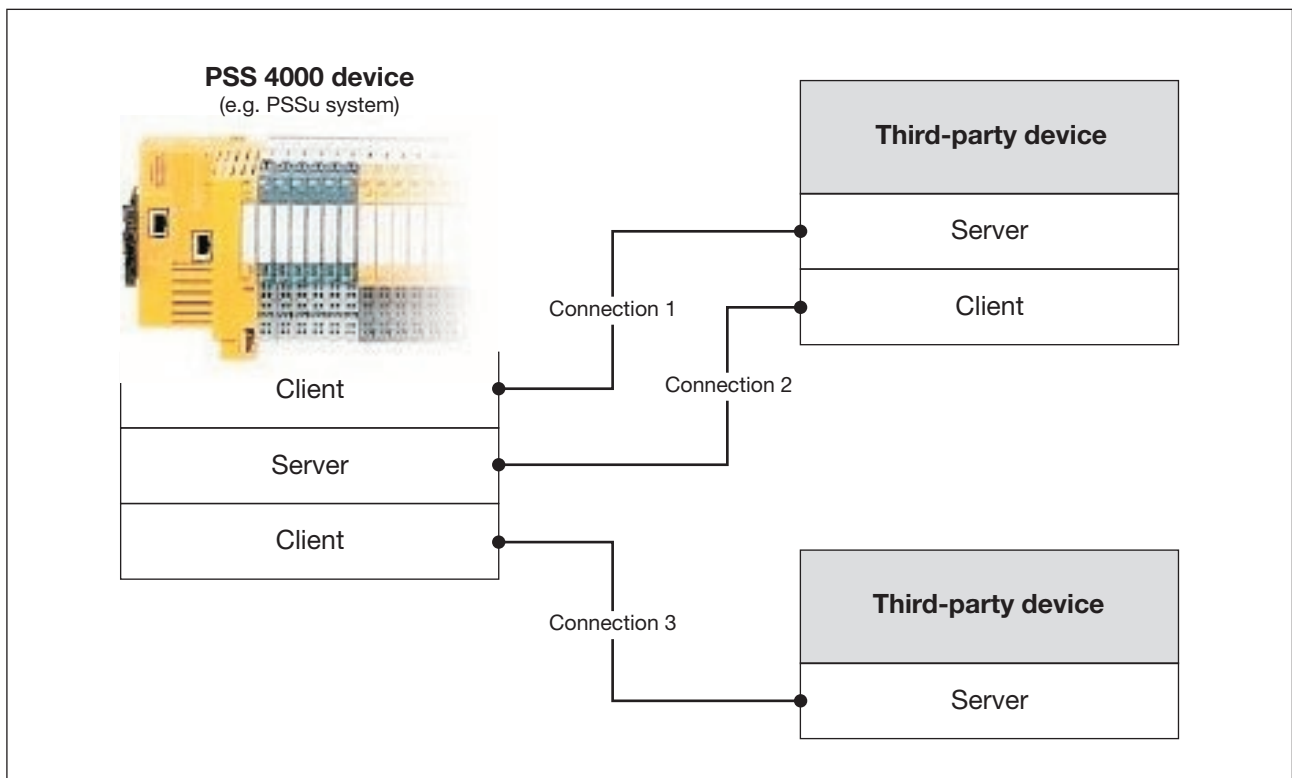 PSS 4000 device
(e.g. PSSu system)
Third-party device
Server
Client
Connection 1
Connection 2
Client
Server
Client
Connection 3
Third-party device
Server